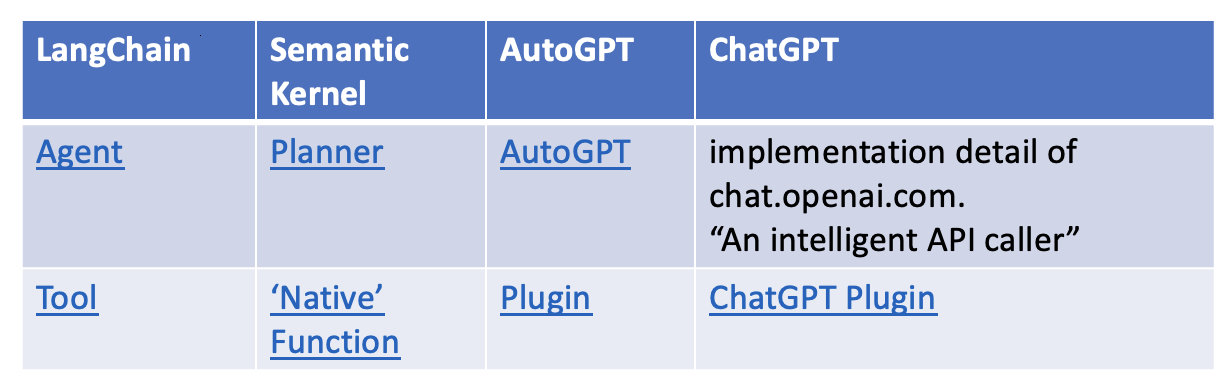 LangChain
Semantic
Kernel
AutoGPT
ChatGPT
Agent
Planner
AutoGPT
implementation detail of
chat.openai.com.
“An intelligent API caller”
Tool
‘Native’
Function
Plugin
ChatGPT Plugin